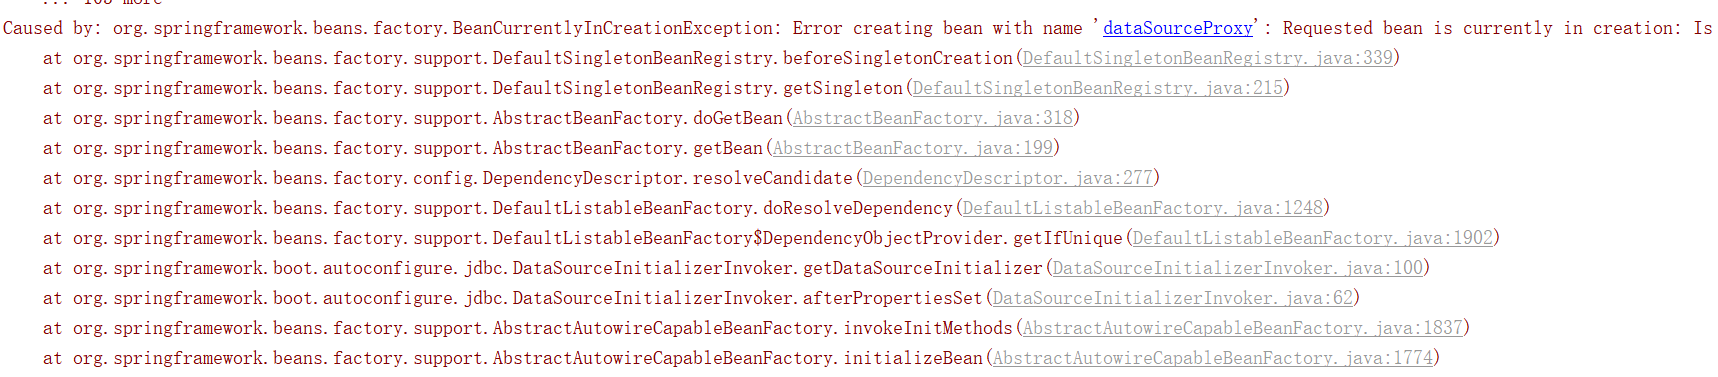 ... 105 more
Caused by: org.springframework.beans.factory.BeanCurrentlyInCreationException: Error creating bean with name 'dataSourceProxy': Requested bean is currently in creation: Is
at org.springframework.beans.factory.support.DefaultSingletonBeanRegistry.beforeSingletonCreation(DefaultSingletonBeanRegistry.java:339)
at org.springframework.beans.factory.support.DefaultSingletonBeanRegistry.getSingleton(DefaultSingletonBeanRegistry.java:215)
at org.springframework.beans.factory.support.AbstractBeanFactory.doGetBean(AbstractBeanFactory.java:318)
at org.springframework.beans.factory.support.AbstractBeanFactory.getBean(AbstractBeanFactory.java:199)
at org.springframework.beans.factory.config.DependencyDescriptor.resolveCandidate(DependencyDescriptor.java:277)
at org.springframework.beans.factory.support.DefaultListableBeanFactory.doResolveDependency(DefaultListableBeanFactory.java:1248)
at org.springframework.beans.factory.support.DefaultListableBeanFactory$DependencyObjectProvider.getIfUnique(DefaultListableBeanFactory.java:1902)
at org.springframework.boot.autoconfigure.jdbc.DataSourceInitializerInvoker.getDataSourceInitializer(DataSourceInitializerInvoker.java:100)
at org.springframework.boot.autoconfigure.jdbc.DataSourceInitializerInvoker.afterPropertiesSet(DataSourceInitializerInvoker.java:62)
at org.springframework.beans.factory.support.AbstractAutowireCapableBeanFactory.invokeInitMethods(AbstractAutowireCapableBeanFactory.java:1837)
at org.springframework.beans.factory.support.AbstractAutowireCapableBeanFactory.initializeBean(AbstractAutowireCapableBeanFactory.java:1774)